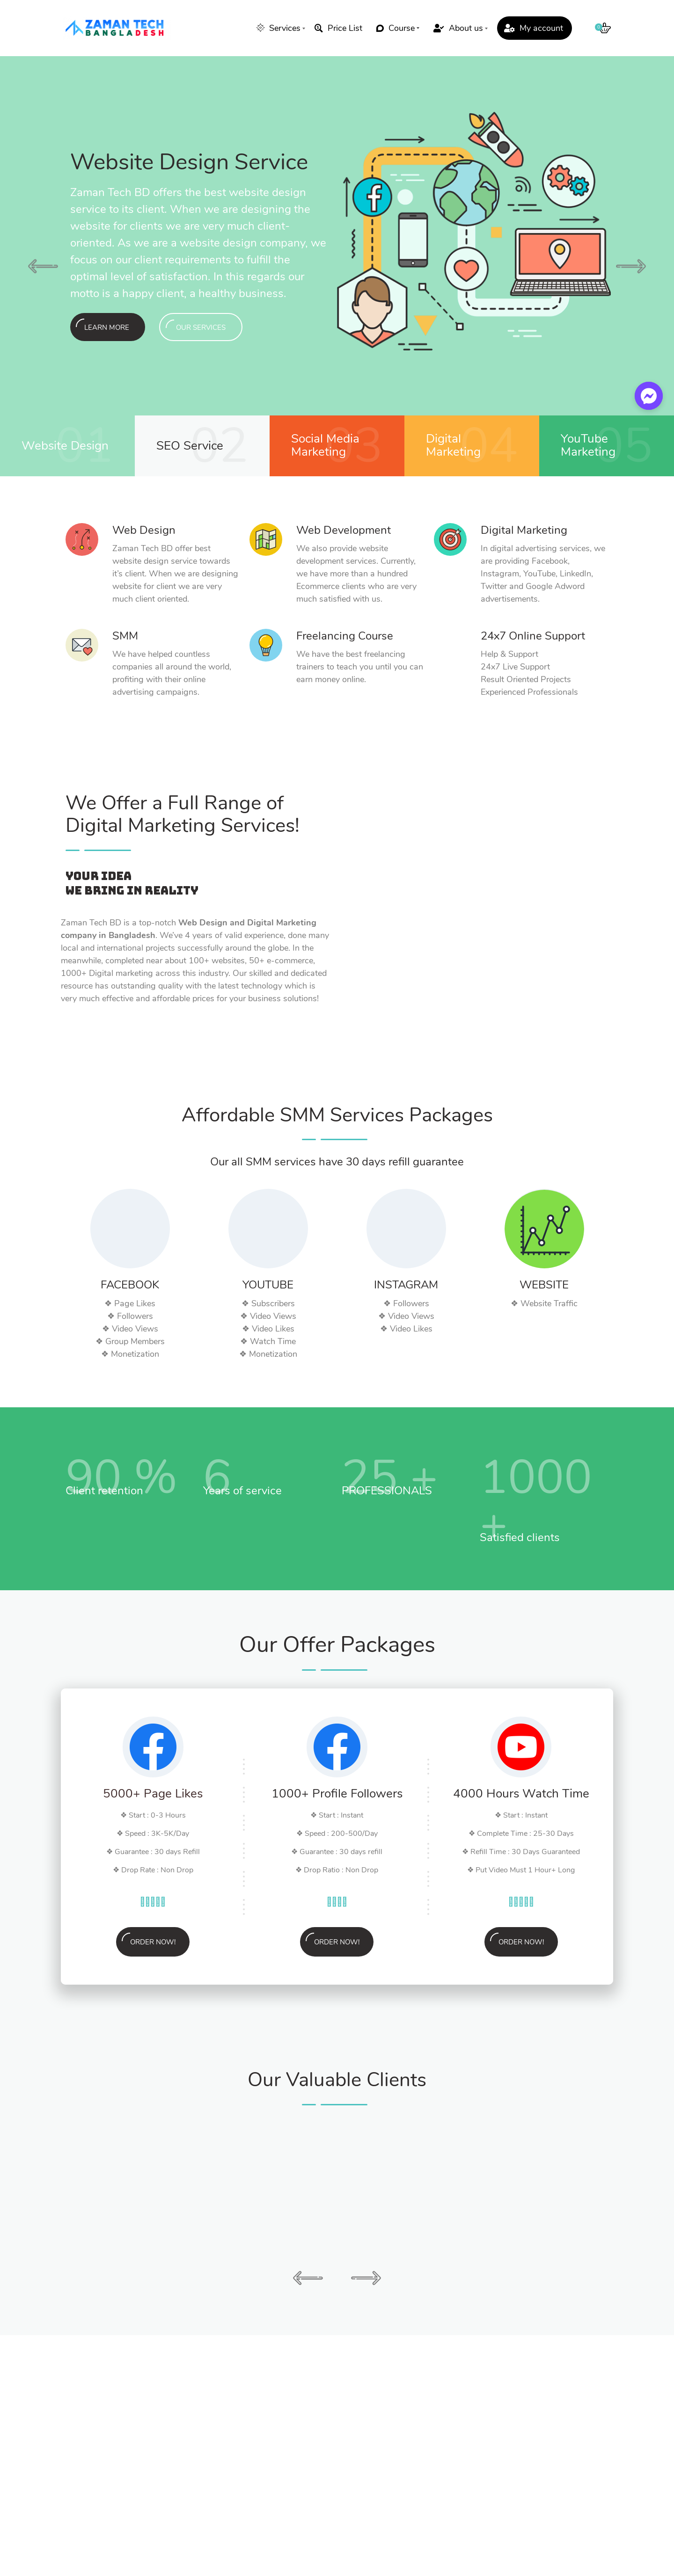 ZAMAN TECH
BANGLADESH
Services
Price List
Course
About us
My account
0
Website Design Service
Zaman Tech BD offers the best website design
service to its client. When we are designing the
website for clients we are very much client-
oriented. As we are a website design company, we
focus on our client requirements to fulfill the
optimal level of satisfaction. In this regards our
motto is a happy client, a healthy business.
LEARN MORE
OUR SERVICES
01
Website Design
02
SEO Service
03
Social Media
Marketing
04
Digital
Marketing
05
YouTube
Marketing
Web Design
Zaman Tech BD offer best
website design service towards
it's client. When we are designing
website for client we are very
much client oriented.
Web Development
We also provide website
development services. Currently,
we have more than a hundred
Ecommerce clients who are very
much satisfied with us.
Digital Marketing
In digital advertising services, we
are providing Facebook,
Instagram, YouTube, LinkedIn,
Twitter and Google Adword
advertisements.
SMM
We have helped countless
companies all around the world,
profiting with their online
advertising campaigns.
Freelancing Course
We have the best freelancing
trainers to teach you until you can
earn money online.
24x7 Online Support
Help & Support
24x7 Live Support
Result Oriented Projects
Experienced Professionals
We Offer a Full Range of
Digital Marketing Services!
YOUR IDEA
WE BRING IN REALITY
Zaman Tech BD is a top-notch Web Design and Digital Marketing
company in Bangladesh. We've 4 years of valid experience, done many
local and international projects successfully around the globe. In the
meanwhile, completed near about 100+ websites, 50+ e-commerce,
1000+ Digital marketing across this industry. Our skilled and dedicated
resource has outstanding quality with the latest technology which is
very much effective and affordable prices for your business solutions!
Affordable SMM Services Packages
Our all SMM services have 30 days refill guarantee
FACEBOOK
❖ Page Likes
❖ Followers
❖ Video Views
❖ Group Members
❖ Monetization
YOUTUBE
❖ Subscribers
❖ Video Views
❖ Video Likes
❖ Watch Time
❖ Monetization
INSTAGRAM
❖ Followers
❖ Video Views
❖ Video Likes
WEBSITE
❖ Website Traffic
90 %
Client retention
6
Years of service
25 +
PROFESSIONALS
1000
+
Satisfied clients
Our Offer Packages
5000+ Page Likes
❖ Start : 0-3 Hours
❖ Speed : 3K-5K/Day
❖ Guarantee : 30 days Refill
❖ Drop Rate : Non Drop
ORDER NOW!
1000+ Profile Followers
❖ Start : Instant
❖ Speed : 200-500/Day
❖ Guarantee : 30 days refill
❖ Drop Ratio : Non Drop
ORDER NOW!
4000 Hours Watch Time
❖ Start : Instant
❖ Complete Time : 25-30 Days
❖ Refill Time : 30 Days Guaranteed
❖ Put Video Must 1 Hour+ Long
ORDER NOW!
Our Valuable Clients